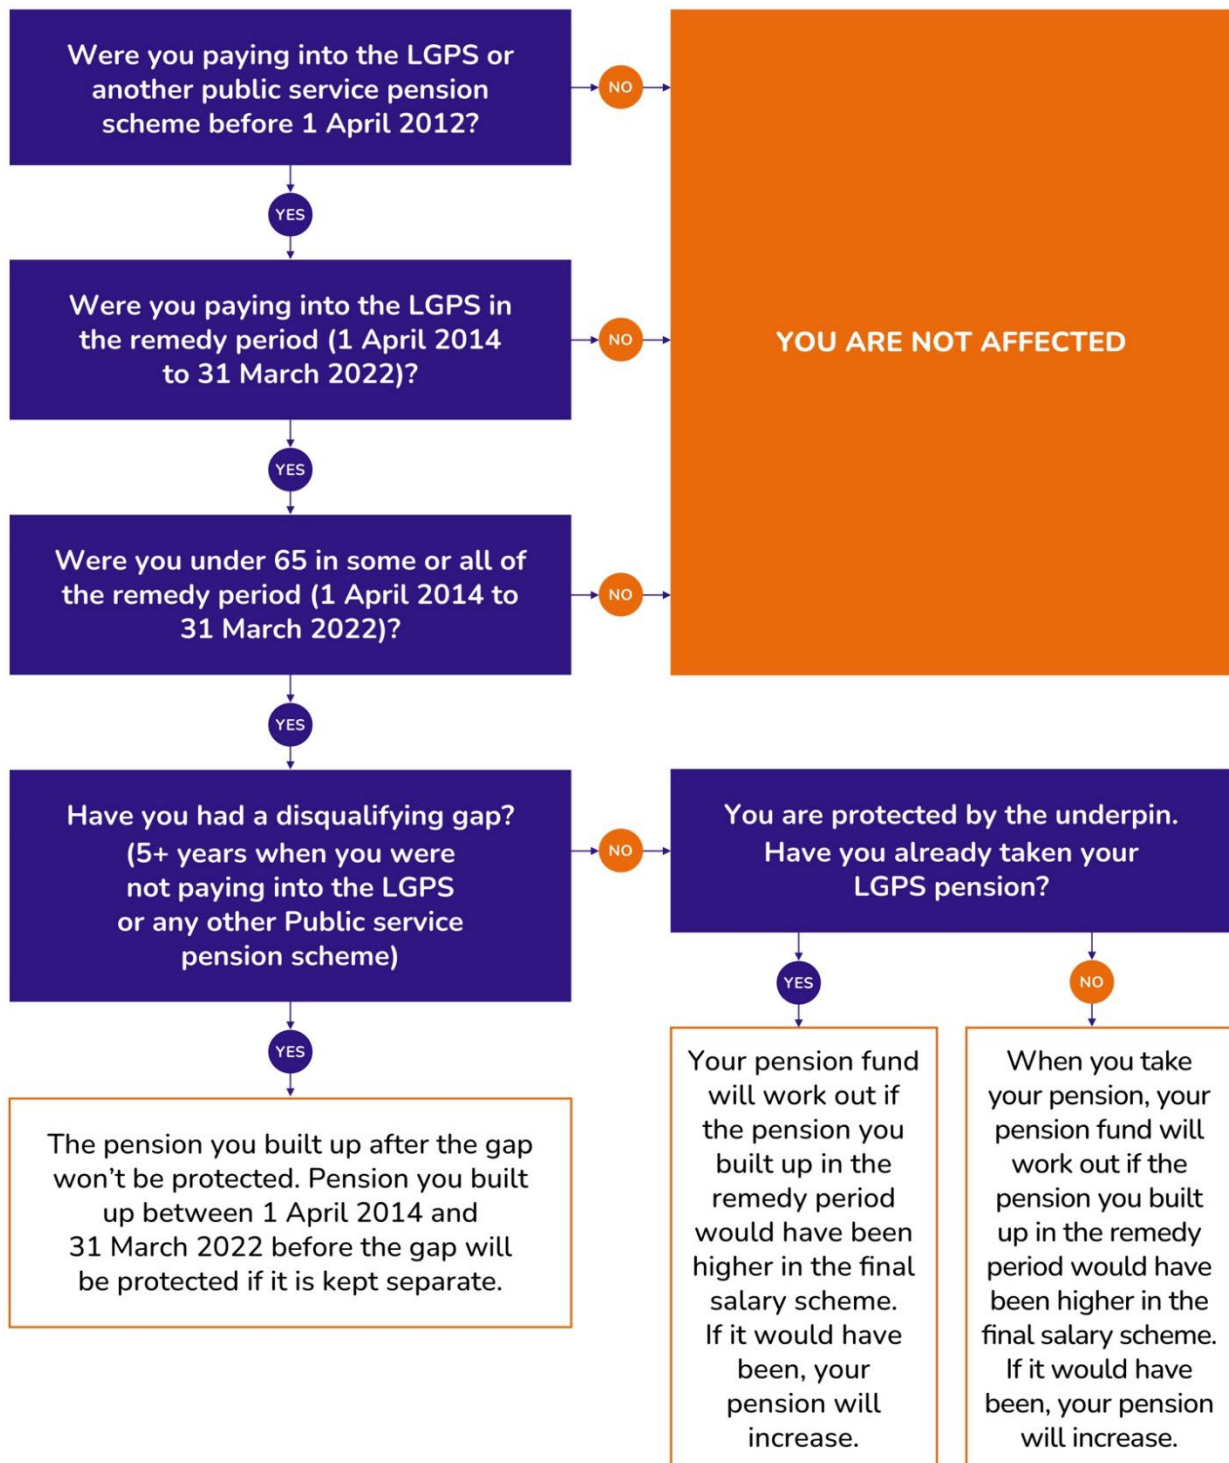 Were you paying into the LGPS or
another public service pension
scheme before 1 April 2012?
NO
YES
Were you paying into the LGPS in
the remedy period (1 April 2014
to 31 March 2022)?
NO
YOU ARE NOT AFFECTED
YES
Were you under 65 in some or all of
the remedy period (1 April 2014 to
31 March 2022)?
NO
YES
Have you had a disqualifying gap?
(5+ years when you were
not paying into the LGPS
or any other Public service
pension scheme)
NO
You are protected by the underpin.
Have you already taken your
LGPS pension?
YES
The pension you built up after the gap
won’t be protected. Pension you built
up between 1 April 2014 and
31 March 2022 before the gap will
be protected if it is kept separate.
YES
Your pension fund
will work out if
the pension you
built up in the
remedy period
would have been
higher in the final
salary scheme.
If it would have
been, your
pension will
increase.
NO
When you take
your pension, your
pension fund will
work out if the
pension you built
up in the remedy
period would have
been higher in the
final salary scheme.
If it would have
been, your pension
will increase.